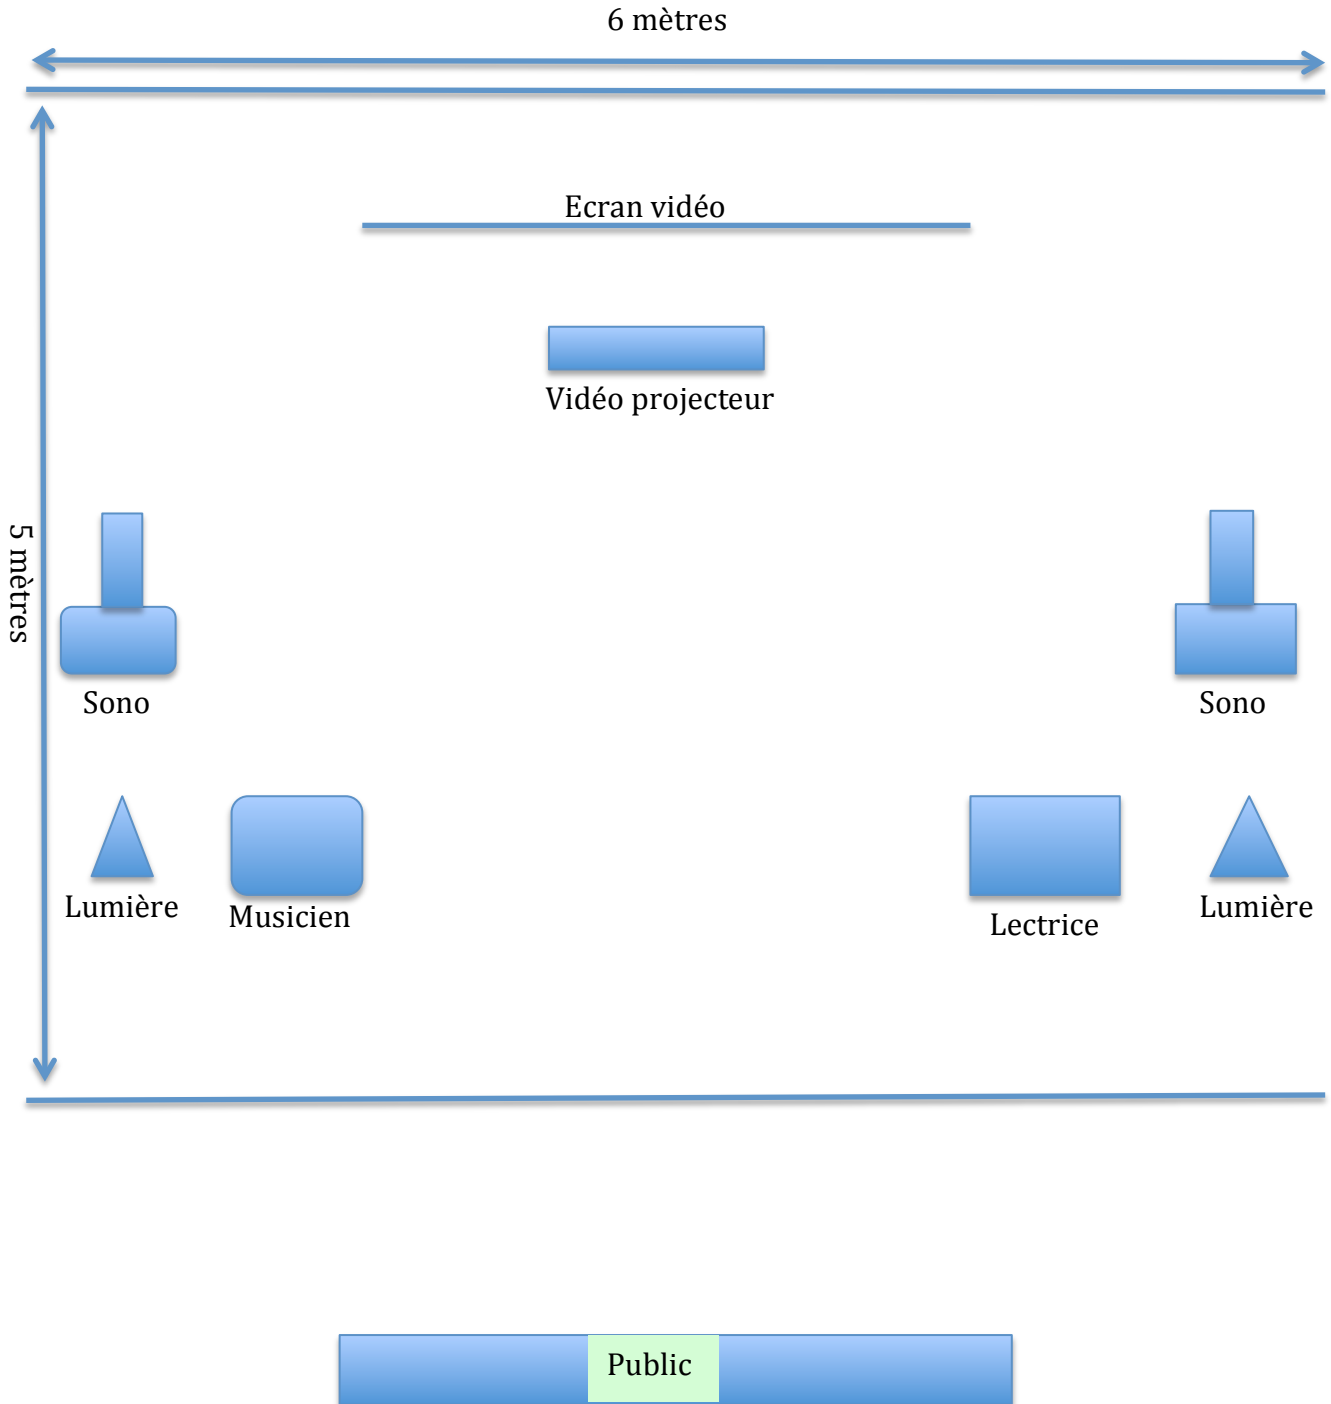 6 mètres
Ecran vidéo
Vidéo projecteur
5 mètres
Sono
Sono
Lumière
Musicien
Lectrice
Lumière
Public